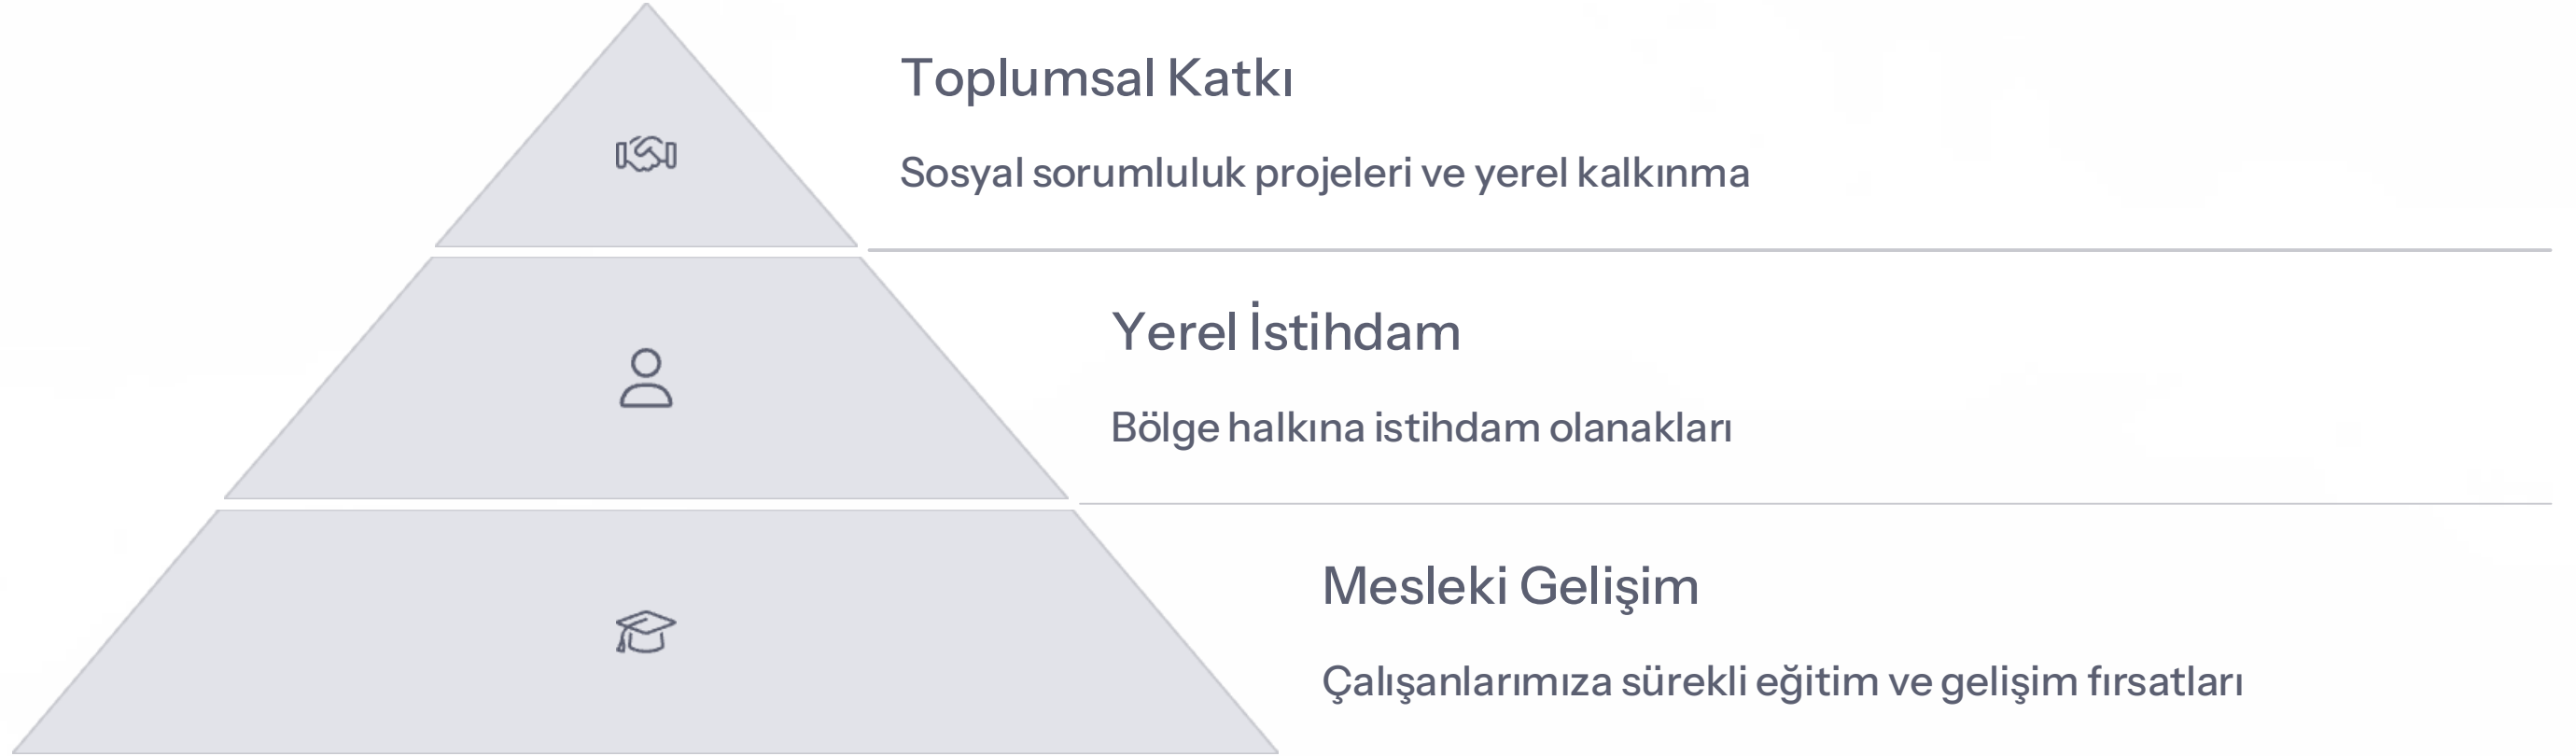 Toplumsal Katkı
Sosyal sorumluluk projeleri ve yerel kalkınma
Yerel İstihdam
Bölge halkına istihdam olanakları
Mesleki Gelişim
Çalışanlarımıza sürekli eğitim ve gelişim fırsatları